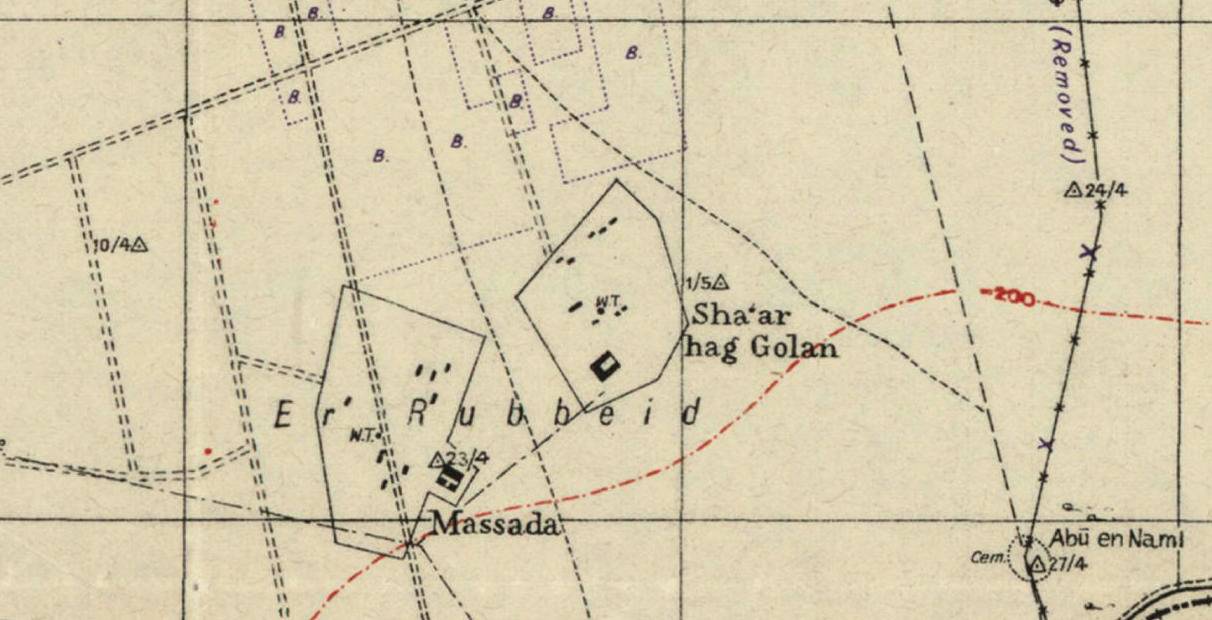 B.
B.
B.
B.
B.
B.
B.
B.
(Removed)
24/4
10/4
1/5
-200
W.T.
Sha'ar
hag Golan
Er Rubbeid
W.T.
23/4
Massada
Abū en Naml
Cem.
27/4